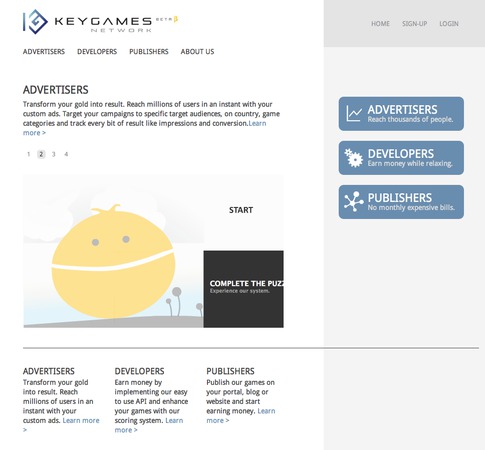 KEYGAMES BETA β
NETWORK
HOME SIGN-UP LOGIN
ADVERTISERS DEVELOPERS PUBLISHERS ABOUT US
ADVERTISERS
Transform your gold into result. Reach millions of users in an instant with your
custom ads. Target your campaigns to specific target audiences, on country, game
categories and track every bit of result like impressions and conversion.Learn
more >
1 2 3 4
START
COMPLETE THE PUZZ
Experience our system.
ADVERTISERS
Reach thousands of people.
DEVELOPERS
Earn money while relaxing.
PUBLISHERS
No monthly expensive bills.
ADVERTISERS
Transform your gold
into result. Reach
millions of users in an
instant with your
custom ads. Learn more
>
DEVELOPERS
Earn money by
implementing our easy
to use API and enhance
your games with our
scoring system. Learn
more >
PUBLISHERS
Publish our games on
your portal, blog or
website and start
earning money. Learn
more >